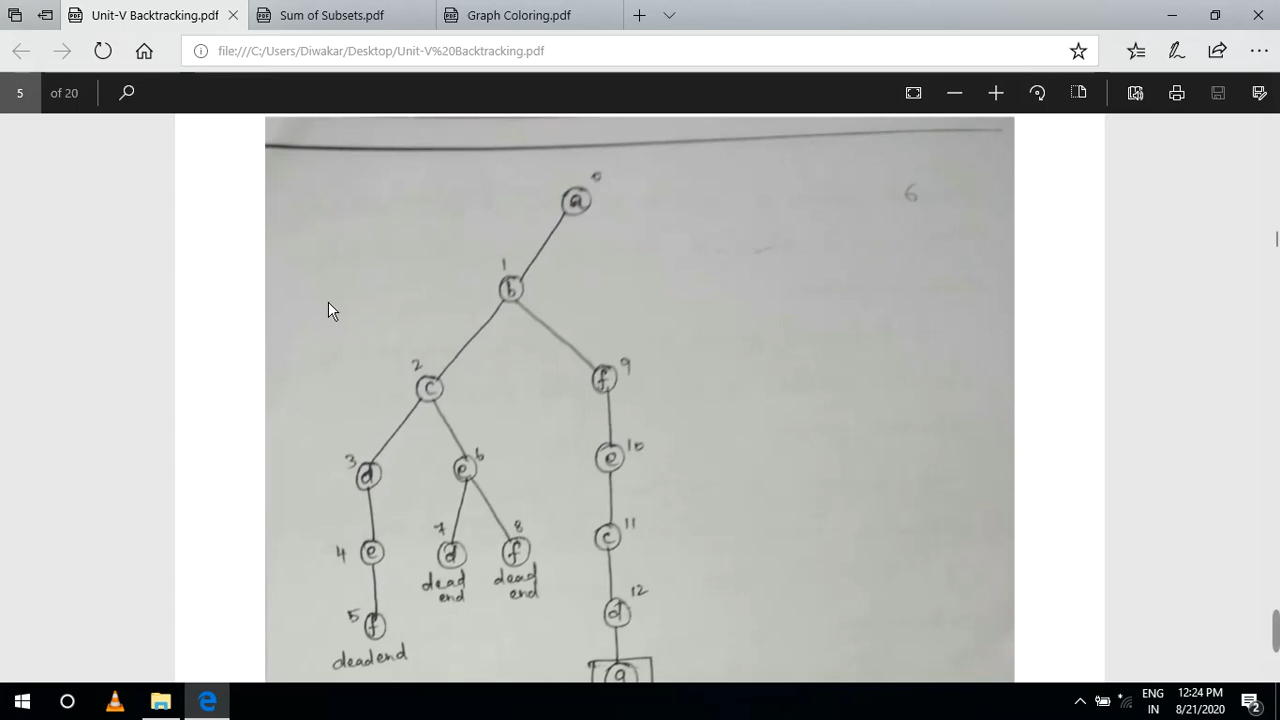 Unit-V Backtracking.pdf
Sum of Subsets.pdf
Graph Coloring.pdf
file:///C:/Users/Diwakar/Desktop/Unit-V%20Backtracking.pdf
5 of 20
6
a 0
1 b
2 c
f 9
3 d
e 6
e 10
4 e
7 d
8 f
c 11
dead end
dead end
5 f
d 12
dead end
a
ENG
IN
12:24 PM
8/21/2020
2